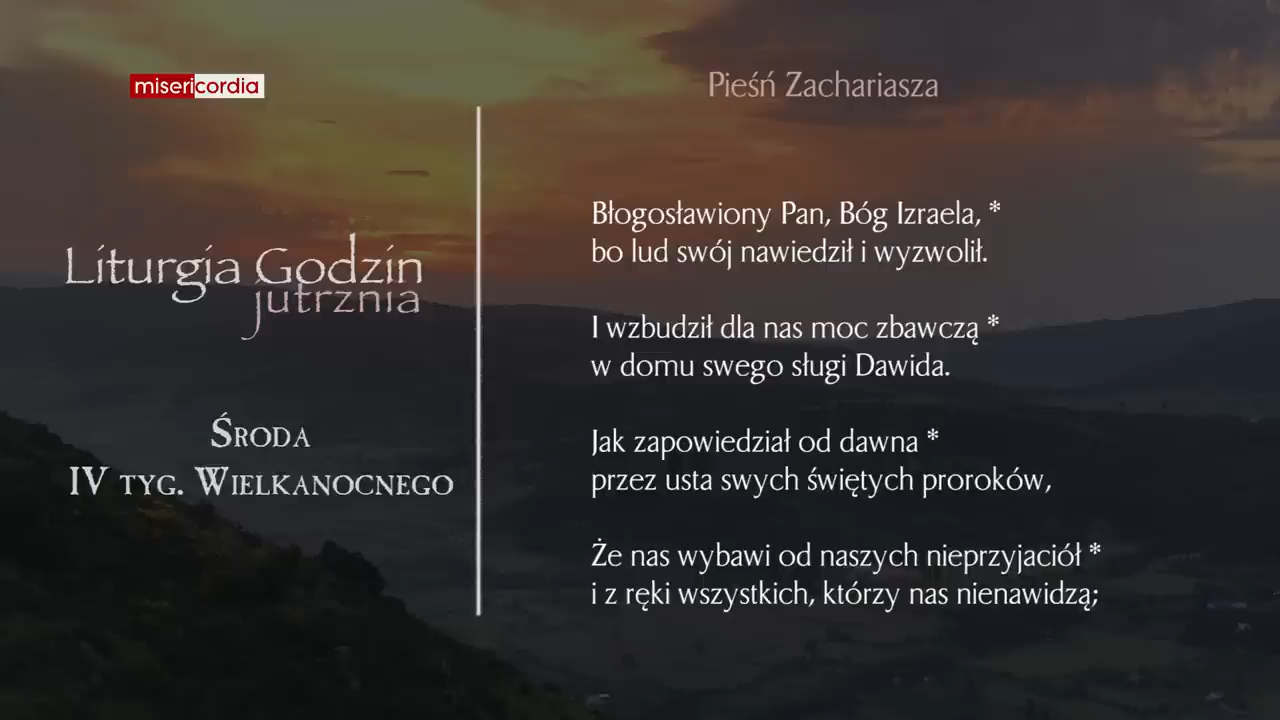 misericordia
Liturgia Godzin
jutrznia
Środa
IV tyg. Wielkanocnego
Pieśń Zachariasza
Błogosławiony Pan, Bóg Izraela, *
bo lud swój nawiedził i wyzwolił.
I wzbudził dla nas moc zbawczą *
w domu swego sługi Dawida.
Jak zapowiedział od dawna *
przez usta swych świętych proroków,
Że nas wybawi od naszych nieprzyjaciół *
i z ręki wszystkich, którzy nas nienawidzą;